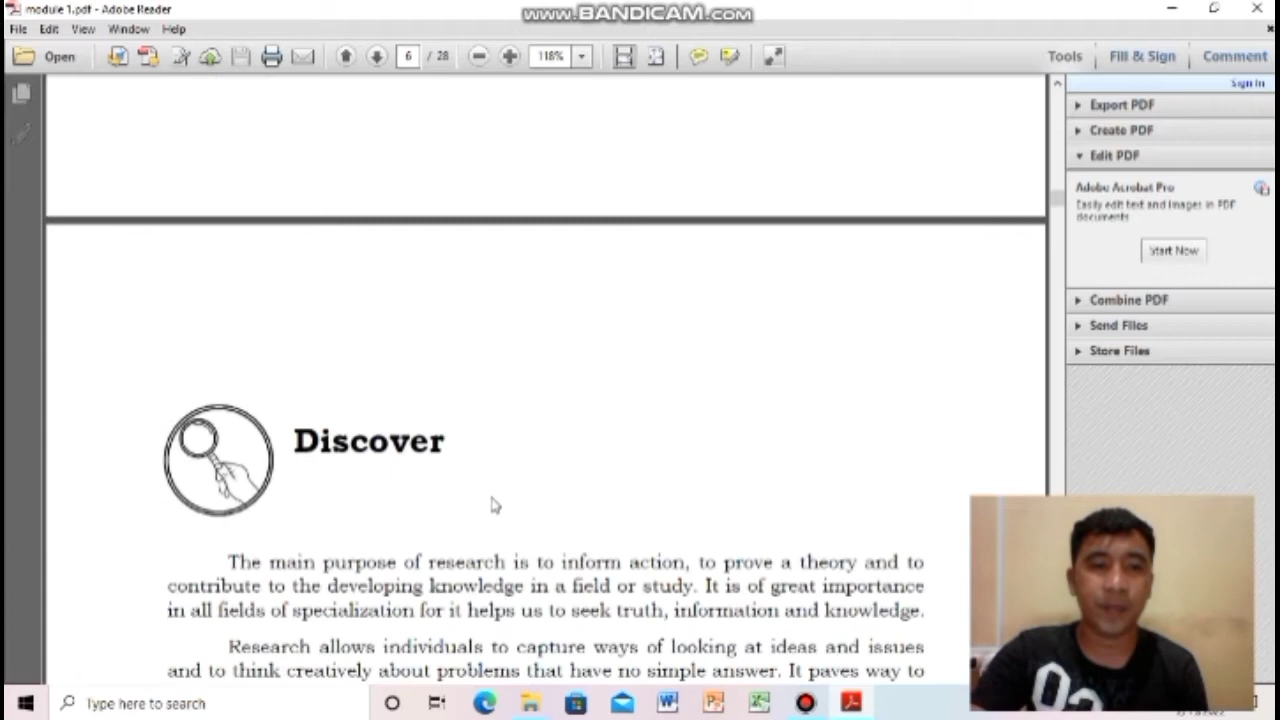 module 1.pdf - Adobe Reader
www.BANDICAM.com
File Edit View Window Help
Open 6 / 28 118% Tools Fill & Sign Comment
Sign In
Export PDF
Create PDF
Edit PDF
Adobe Acrobat Pro
Easily edit text and images in PDF
documents
Start Now
Combine PDF
Send Files
Store Files
Discover
The main purpose of research is to inform action, to prove a theory and to
contribute to the developing knowledge in a field or study. It is of great importance
in all fields of specialization for it helps us to seek truth, information and knowledge.
Research allows individuals to capture ways of looking at ideas and issues
and to think creatively about problems that have no simple answer. It paves way to
Type here to search